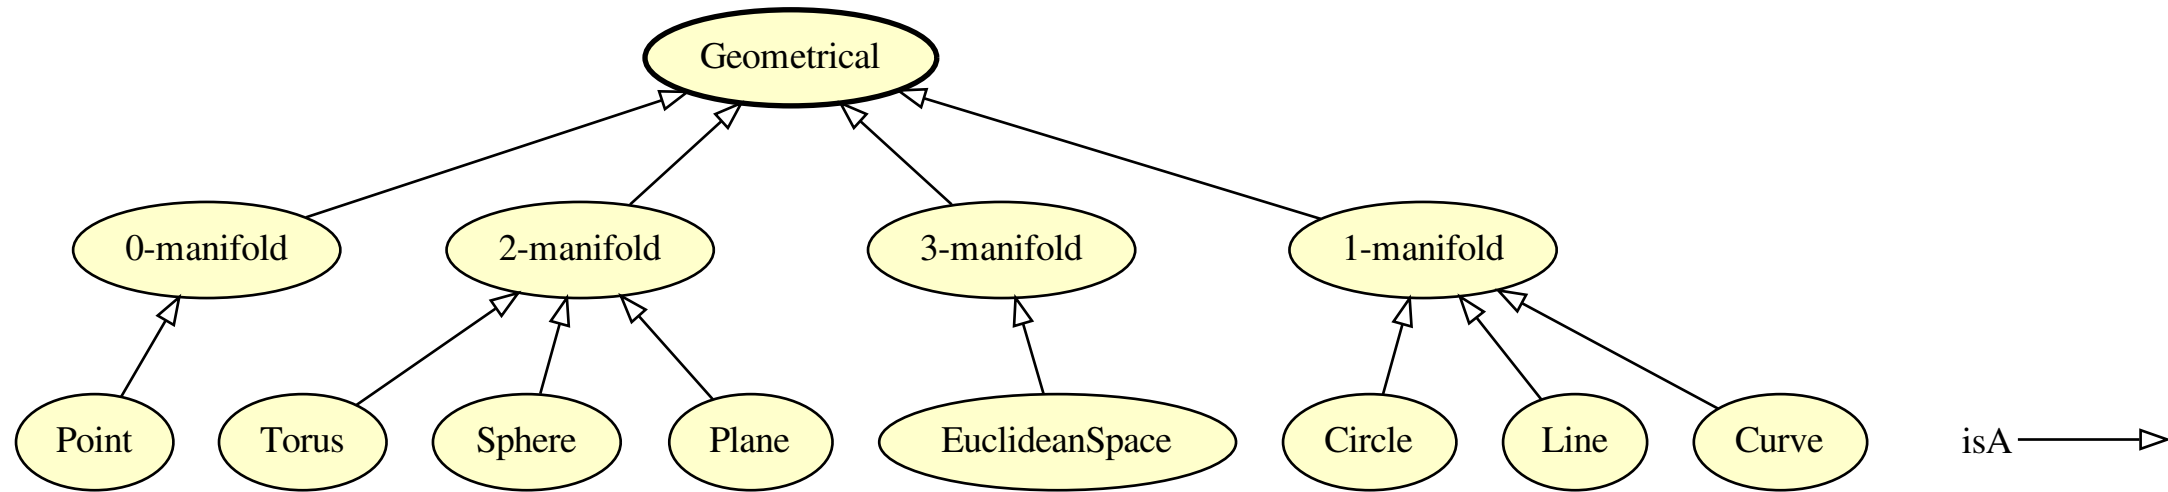 Geometrical
0-manifold
2-manifold
3-manifold
1-manifold
Point
Torus
Sphere
Plane
EuclideanSpace
Circle
Line
Curve
isA